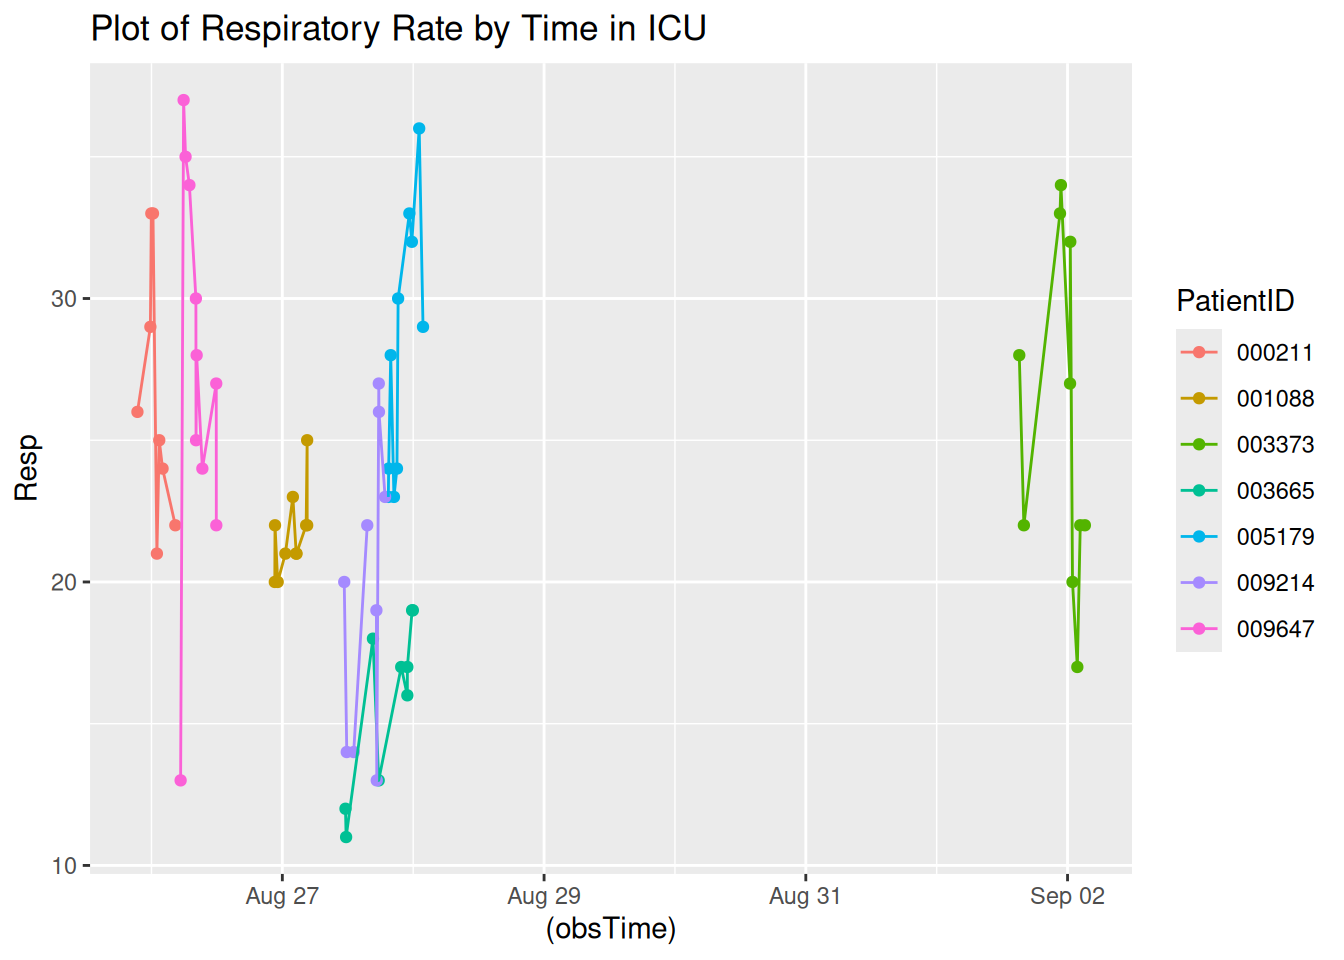 Plot of Respiratory Rate by Time in ICU
Resp
30
20
10
Aug 27
Aug 29
Aug 31
Sep 02
(obsTime)
PatientID
000211
001088
003373
003665
005179
009214
009647